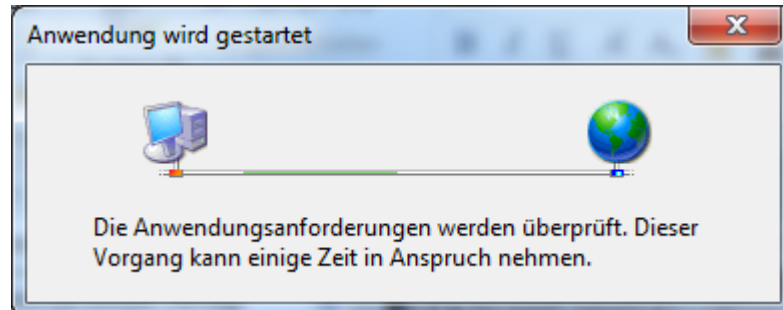 Anwendung wird gestartet
Die Anwendungsanforderungen werden überprüft. Dieser
Vorgang kann einige Zeit in Anspruch nehmen.